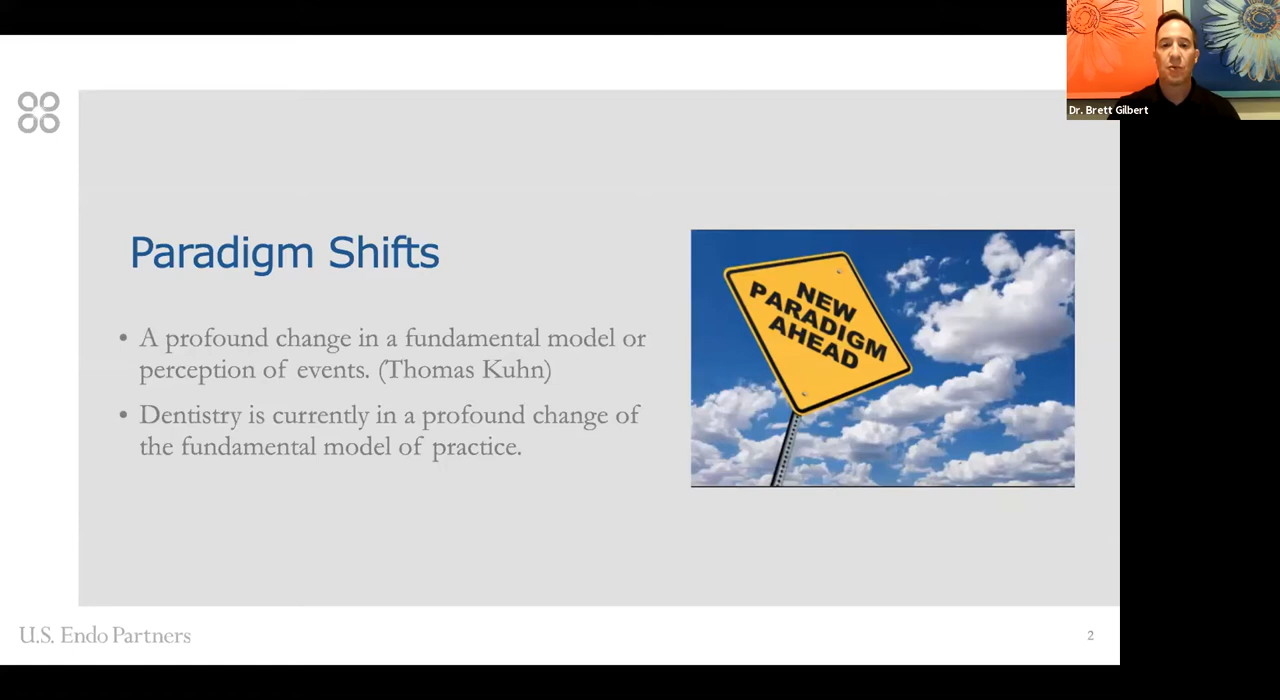 Dr. Brett Gilbert
Paradigm Shifts
• A profound change in a fundamental model or
perception of events. (Thomas Kuhn)
• Dentistry is currently in a profound change of
the fundamental model of practice.
NEW
PARADIGM
AHEAD
U.S. Endo Partners
2